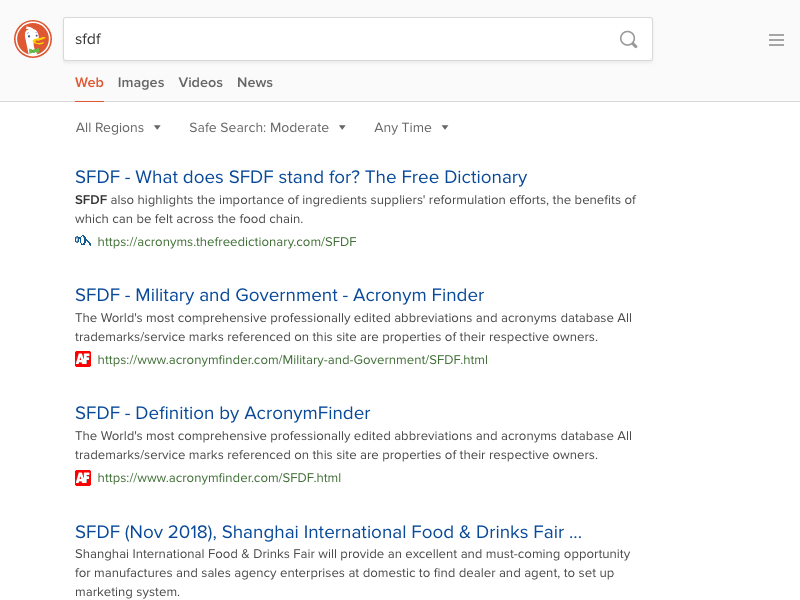 sfdf
Web Images Videos News
All Regions Safe Search: Moderate Any Time
SFDF - What does SFDF stand for? The Free Dictionary
SFDF also highlights the importance of ingredients suppliers' reformulation efforts, the benefits of
which can be felt across the food chain.
https://acronyms.thefreedictionary.com/SFDF
SFDF - Military and Government - Acronym Finder
The World's most comprehensive professionally edited abbreviations and acronyms database All
trademarks/service marks referenced on this site are properties of their respective owners.
AF https://www.acronymfinder.com/Military-and-Government/SFDF.html
SFDF - Definition by AcronymFinder
The World's most comprehensive professionally edited abbreviations and acronyms database All
trademarks/service marks referenced on this site are properties of their respective owners.
AF https://www.acronymfinder.com/SFDF.html
SFDF (Nov 2018), Shanghai International Food & Drinks Fair ...
Shanghai International Food & Drinks Fair will provide an excellent and must-coming opportunity
for manufactures and sales agency enterprises at domestic to find dealer and agent, to set up
marketing system.